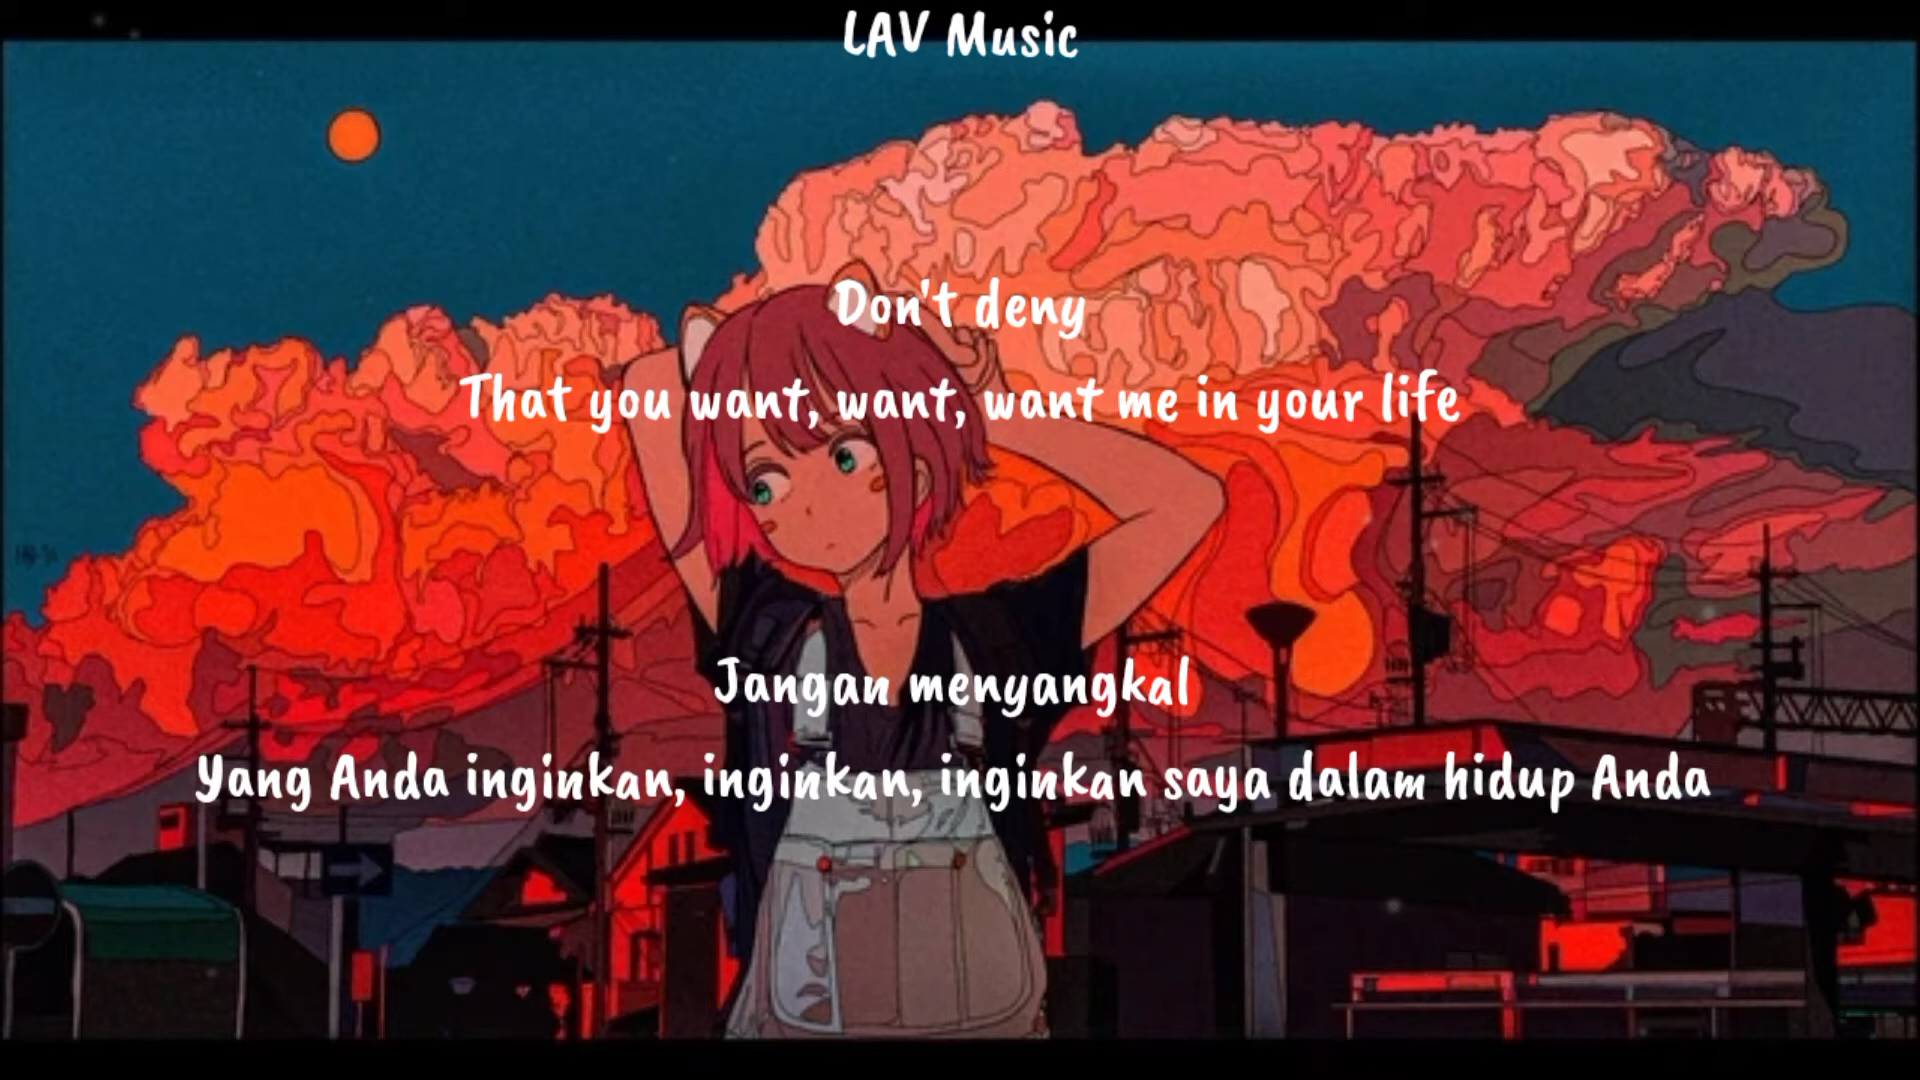 LAV Music
Don't deny
That you want, want, want me in your life
Jangan menyangkal
Yang Anda inginkan, inginkan, inginkan saya dalam hidup Anda